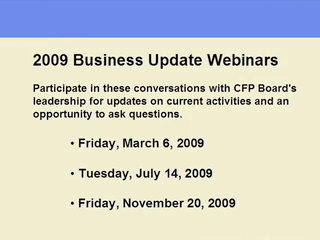 2009 Business Update Webinars
Participate in these conversations with CFP Board's
leadership for updates on current activities and an
opportunity to ask questions.
• Friday, March 6, 2009
• Tuesday, July 14, 2009
• Friday, November 20, 2009